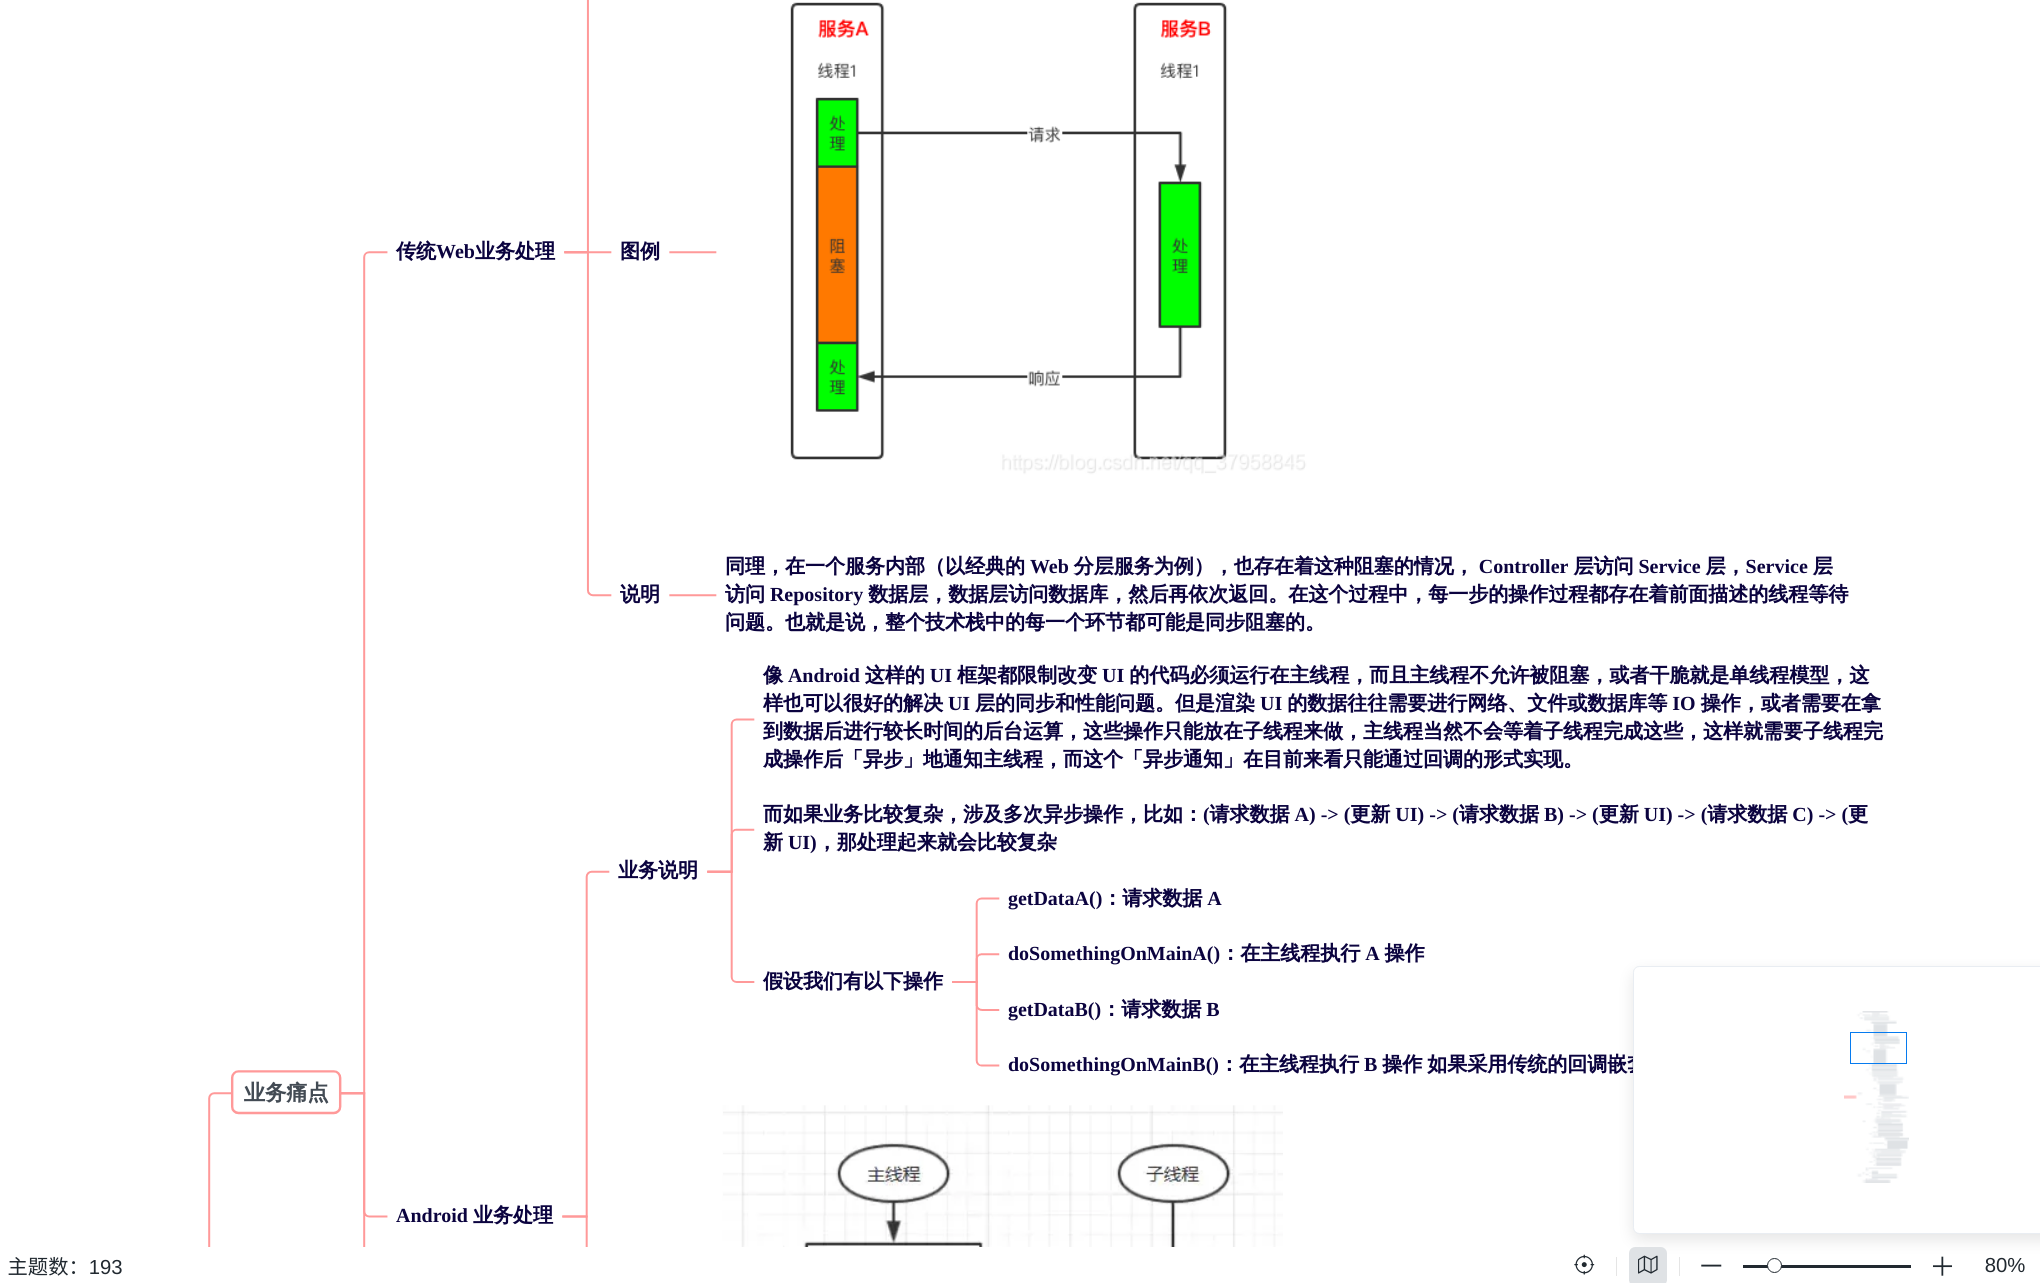 服务A
服务B
线程1
线程1
处
理
请求
阻
塞
处
理
传统Web业务处理
图例
处
理
响应
https://blog.csdn.net/qq_37958845
说明
同理，在一个服务内部（以经典的 Web 分层服务为例），也存在着这种阻塞的情况， Controller 层访问 Service 层，Service 层
访问 Repository 数据层，数据层访问数据库，然后再依次返回。在这个过程中，每一步的操作过程都存在着前面描述的线程等待
问题。也就是说，整个技术栈中的每一个环节都可能是同步阻塞的。
像 Android 这样的 UI 框架都限制改变 UI 的代码必须运行在主线程，而且主线程不允许被阻塞，或者干脆就是单线程模型，这
样也可以很好的解决 UI 层的同步和性能问题。但是渲染 UI 的数据往往需要进行网络、文件或数据库等 IO 操作，或者需要在拿
到数据后进行较长时间的后台运算，这些操作只能放在子线程来做，主线程当然不会等着子线程完成这些，这样就需要子线程完
成操作后「异步」地通知主线程，而这个「异步通知」在目前来看只能通过回调的形式实现。
而如果业务比较复杂，涉及多次异步操作，比如：(请求数据 A) -> (更新 UI) -> (请求数据 B) -> (更新 UI) -> (请求数据 C) -> (更
新 UI)，那处理起来就会比较复杂
业务说明
getDataA()：请求数据 A
doSomethingOnMainA()：在主线程执行 A 操作
假设我们有以下操作
getDataB()：请求数据 B
doSomethingOnMainB()：在主线程执行 B 操作 如果采用传统的回调嵌
业务痛点
主线程
子线程
Android 业务处理
主题数：193
80%